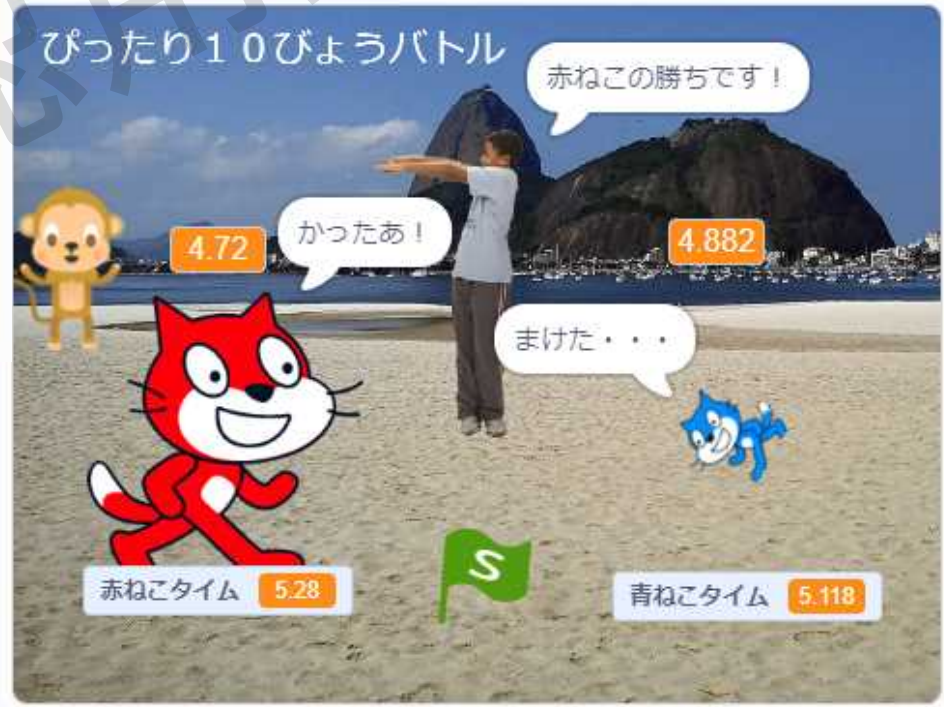 ぴったり１０びょうバトル
赤ねこの勝ちです！
かったあ！
4.72
4.882
まけた・・・
S
赤ねこタイム 5.28
青ねこタイム 5.118